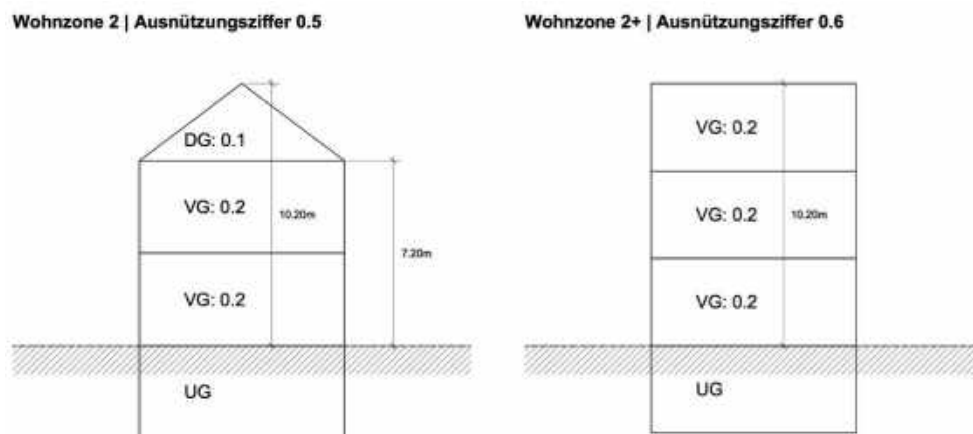 Wohnzone 2 | Ausnützungsziffer 0.5
DG: 0.1
VG: 0.2
10.20m
7.20m
VG: 0.2
UG
Wohnzone 2+ | Ausnützungsziffer 0.6
VG: 0.2
VG: 0.2
10.20m
VG: 0.2
UG